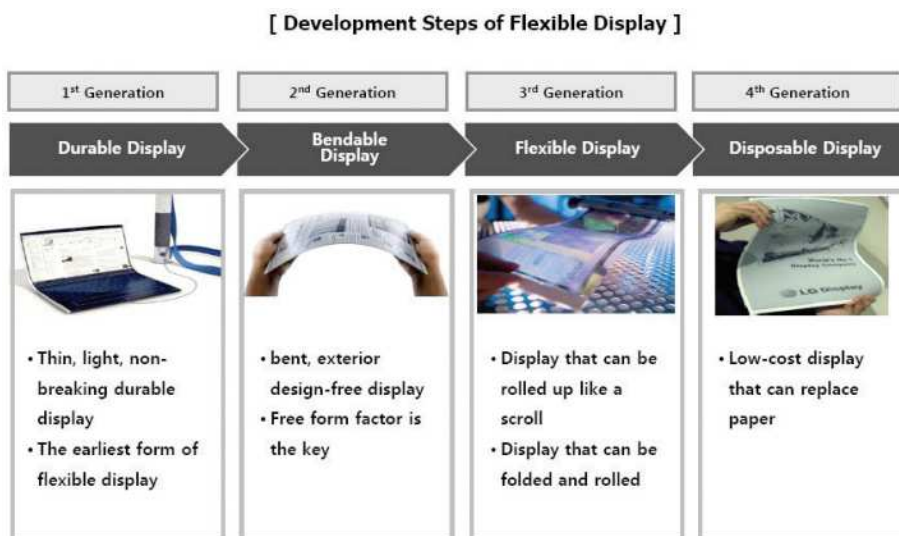 [ Development Steps of Flexible Display ]
1st Generation
2nd Generation
3rd Generation
4th Generation
Durable Display
Bendable
Display
Flexible Display
Disposable Display
Display Company
LG Display
• Thin, light, non-
breaking durable
display
• The earliest form of
flexible display
• bent, exterior
design-free display
• Free form factor is
the key
• Display that can be
rolled up like a
scroll
• Display that can be
folded and rolled
• Low-cost display
that can replace
paper